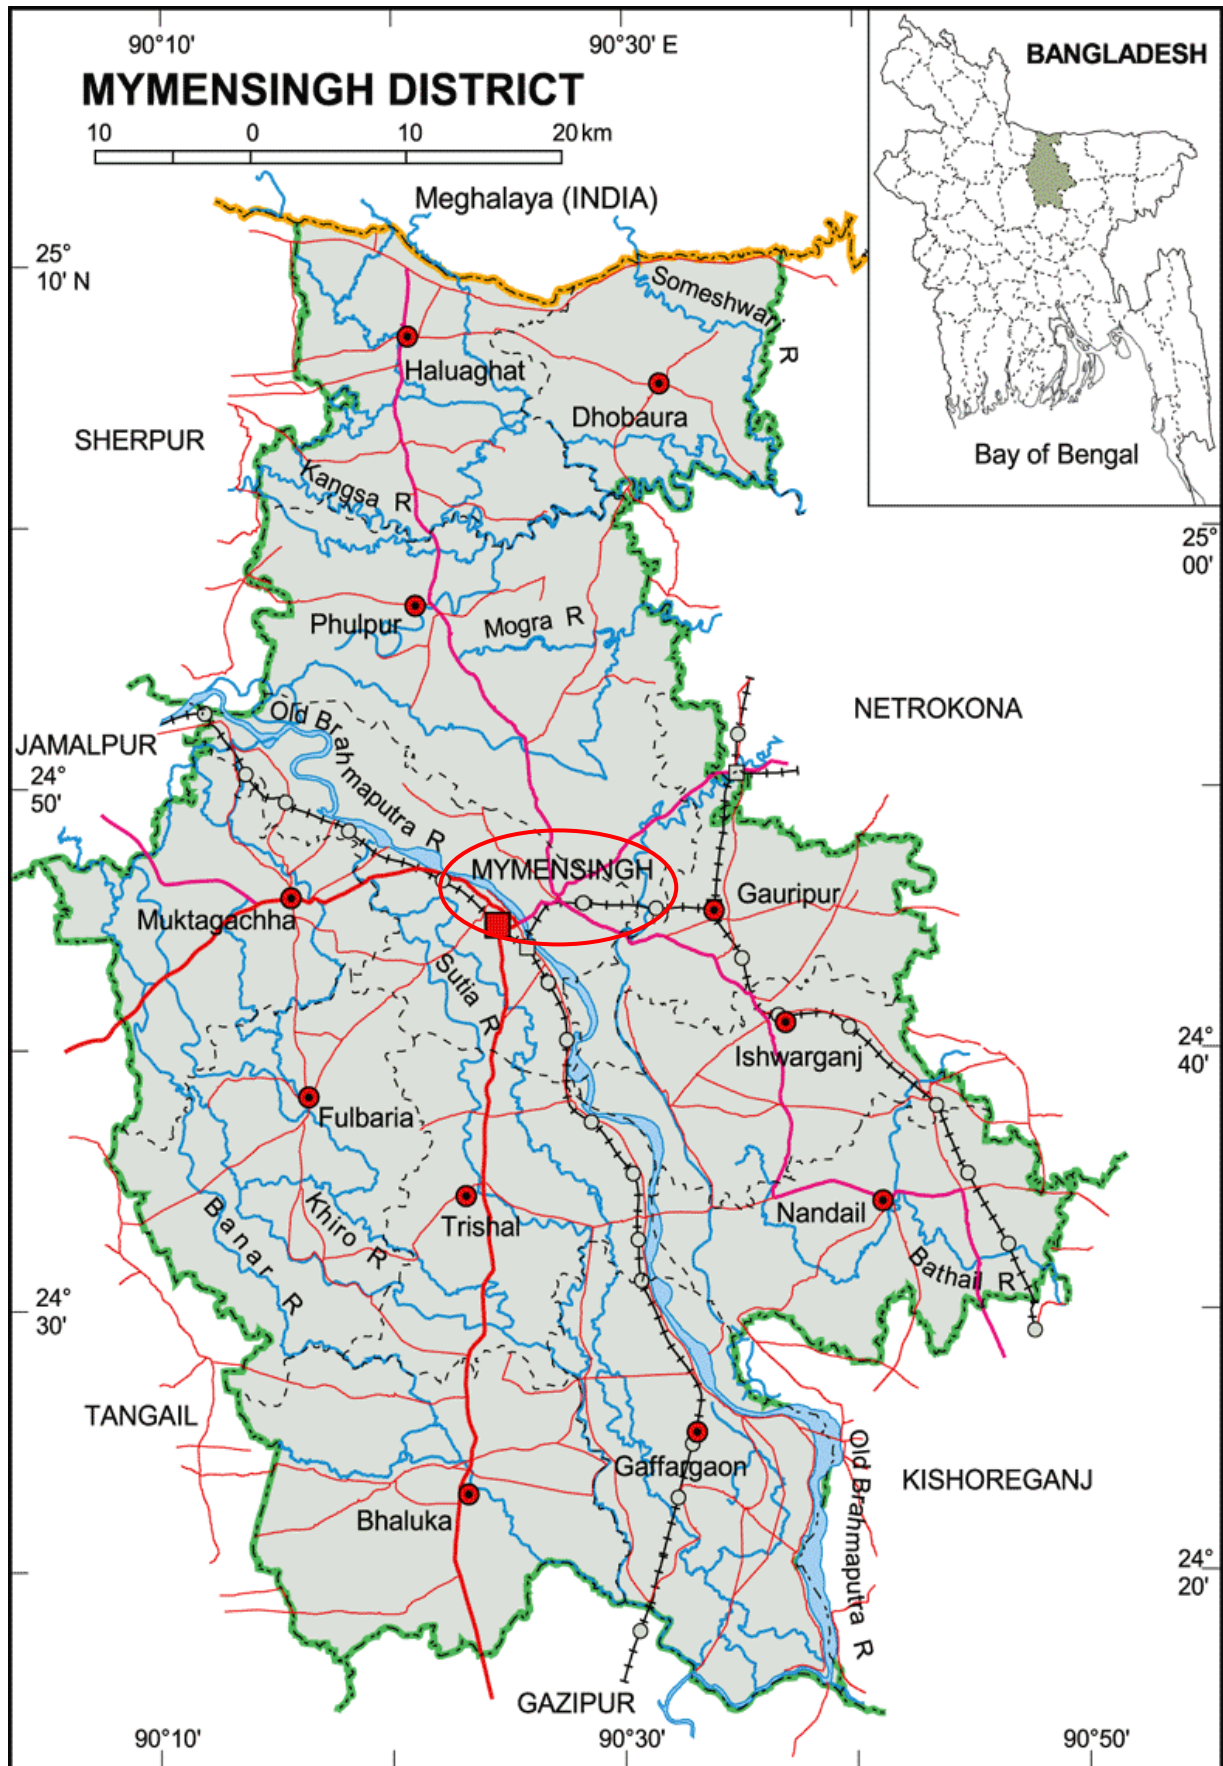 90°10'
90°30' E
BANGLADESH
MYMENSINGH DISTRICT
10 0 10 20 km
Meghalaya (INDIA)
25°
10' N
Someshwari
R
Haluaghat
Dhobaura
SHERPUR
Bay of Bengal
Kangsa R
25°
00'
Phulpur
Mogra R
NETROKONA
Old Brahmaputra R
JAMALPUR
24°
50'
MYMENSINGH
Gauripur
Muktagachha
Sutia R
Ishwarganj
24°
40'
Fulbaria
Banar R
Khiro R
Trishal
Nandail
Bathail R
24°
30'
TANGAIL
Old Brahmaputra R
Gaffargaon
KISHOREGANJ
Bhaluka
24°
20'
GAZIPUR
90°10'
90°30'
90°50'